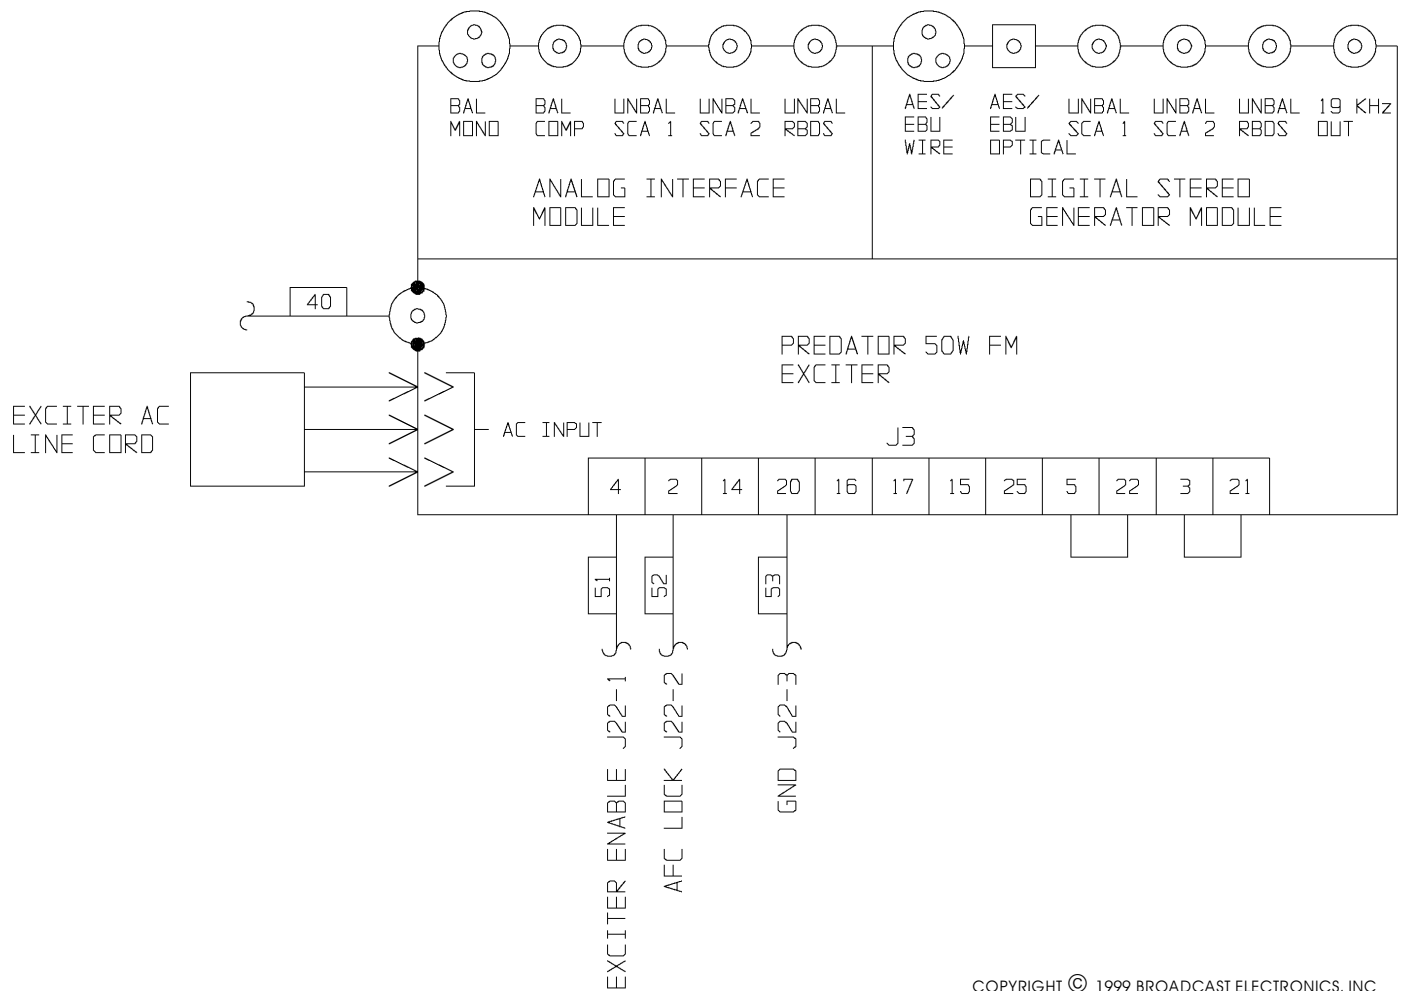 BAL MONO
BAL COMP
UNBAL SCA 1
UNBAL SCA 2
UNBAL RBDS
AES/ EBU WIRE
AES/ EBU OPTICAL
UNBAL SCA 1
UNBAL SCA 2
UNBAL RBDS
19 KHz OUT
ANALOG INTERFACE
MODULE
DIGITAL STEREO
GENERATOR MODULE
40
PREDATOR 50W FM
EXCITER
EXCITER AC
LINE CORD
AC INPUT
J3
4 2 14 20 16 17 15 25 5 22 3 21
51 52 53
EXCITER ENABLE J22-1
AFC LOCK J22-2
GND J22-3
COPYRIGHT © 1999 BROADCAST ELECTRONICS, INC